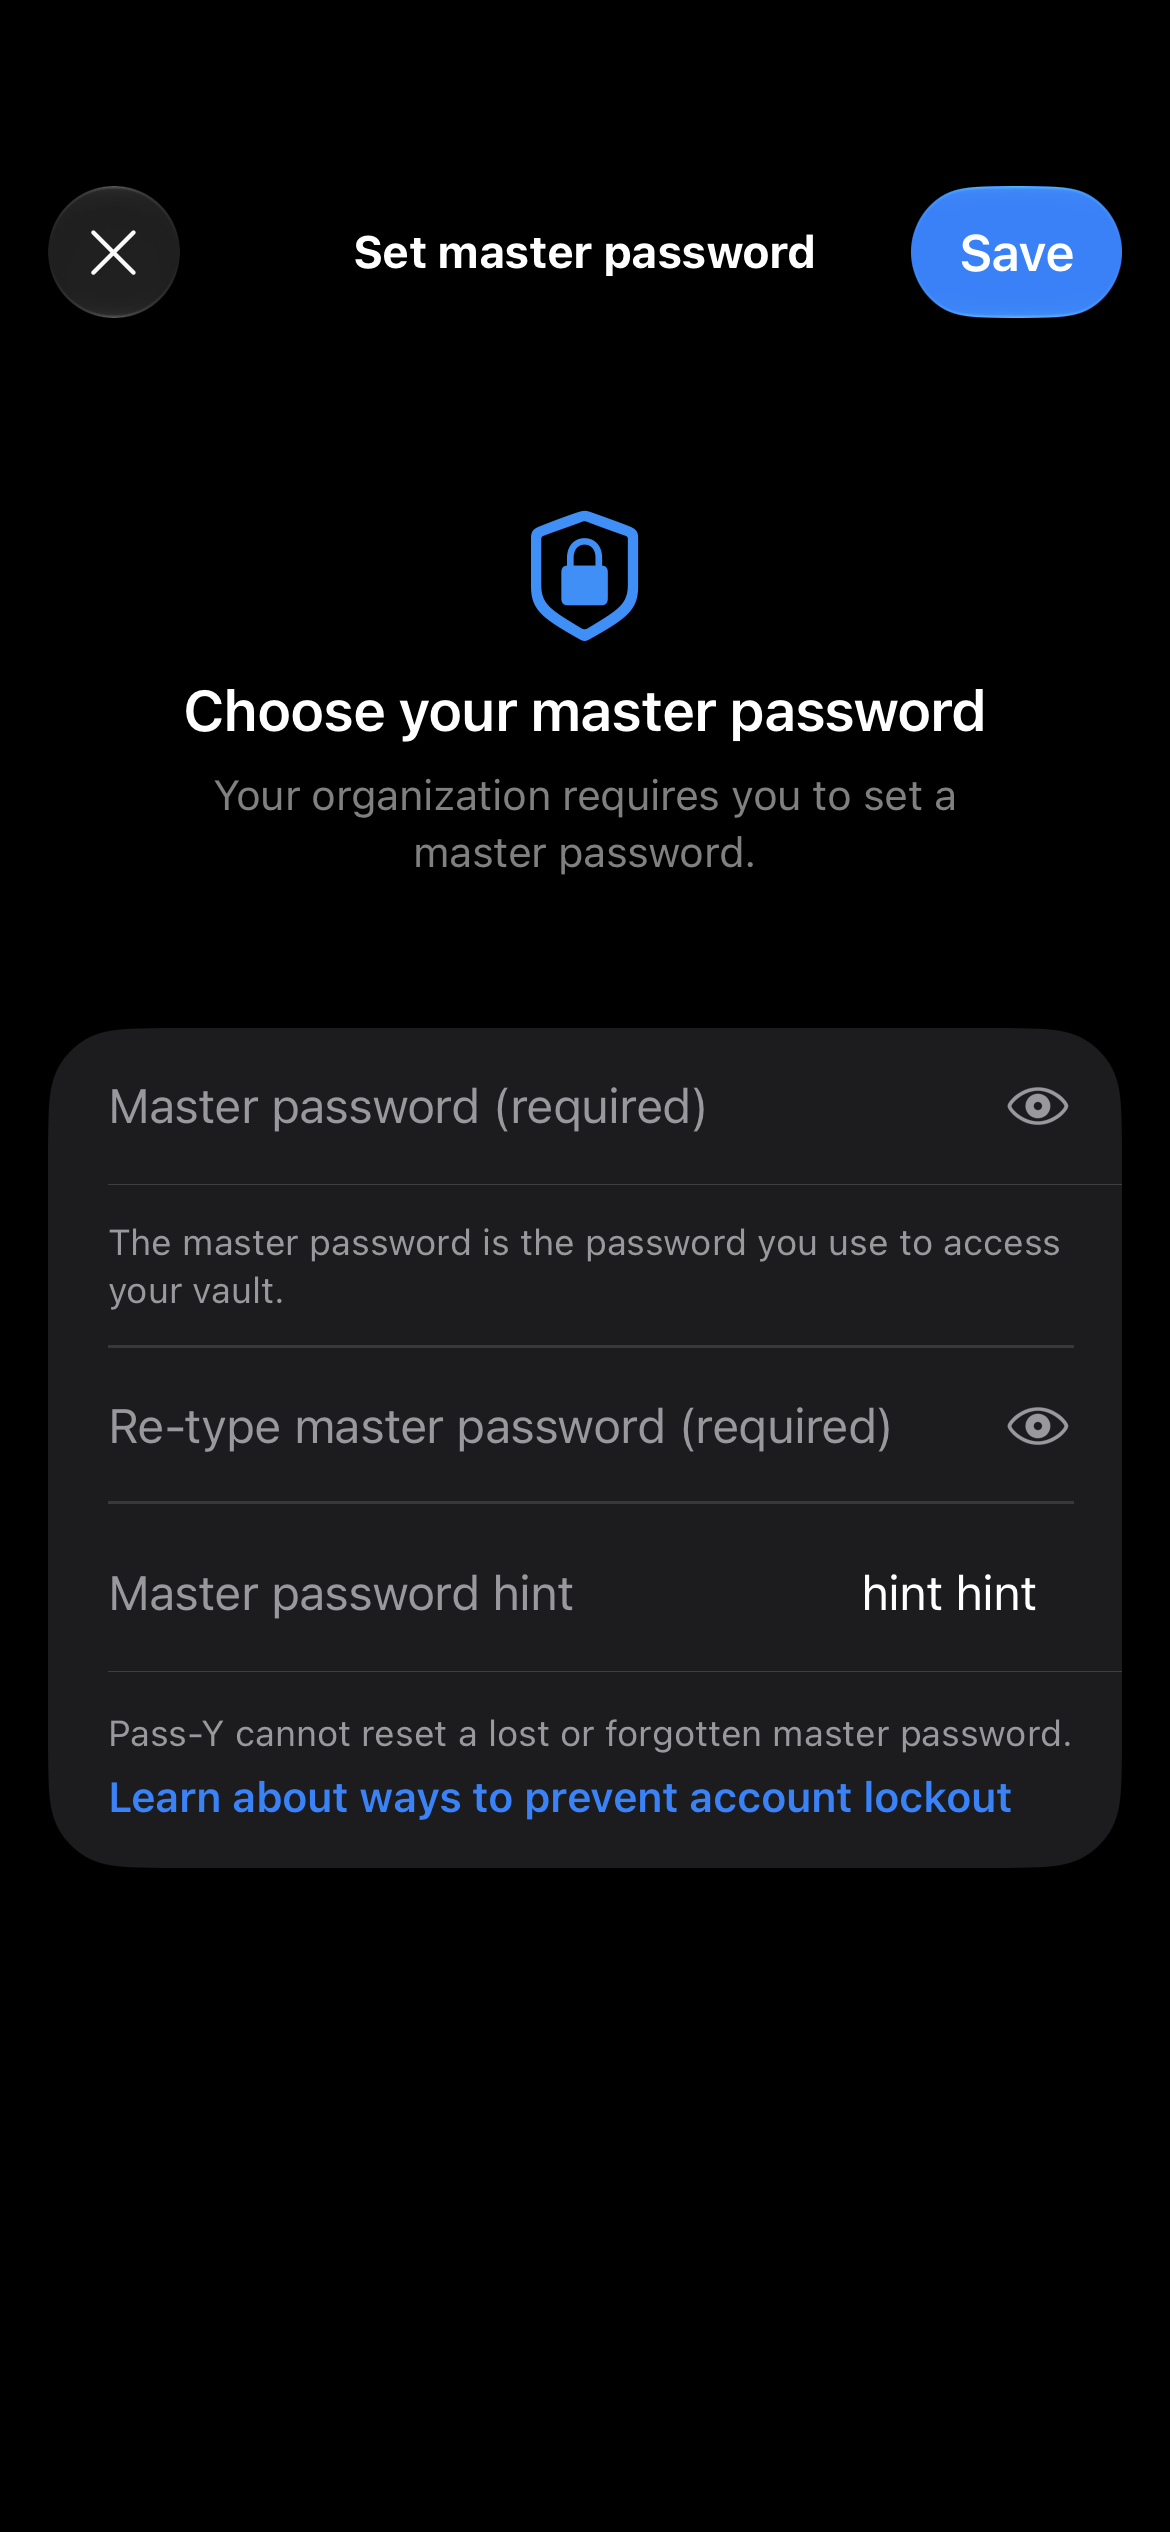 Set master password
Save
Choose your master password
Your organization requires you to set a
master password.
Master password (required)
The master password is the password you use to access
your vault.
Re-type master password (required)
Master password hint hint hint
Pass-Y cannot reset a lost or forgotten master password.
Learn about ways to prevent account lockout